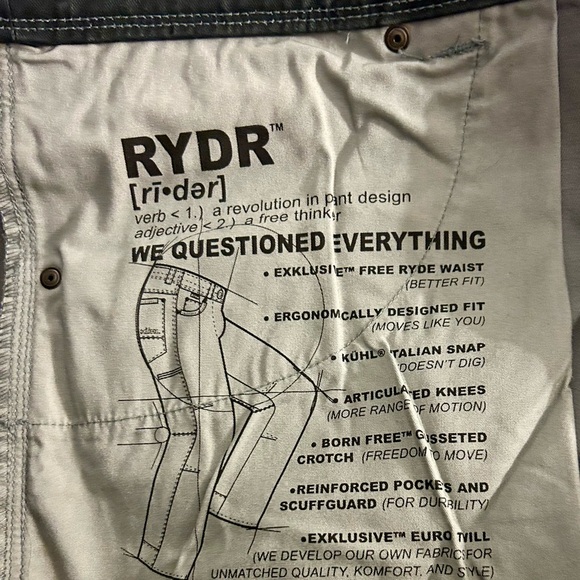 RYDR™
[rī•dər]
verb < 1.) a revolution in pant design
adjective < 2.) a free thinker
WE QUESTIONED EVERYTHING
• EXKLUSIVE™ FREE RYDE WAIST
(BETTER FIT)
• ERGONOMICALLY DESIGNED FIT
(MOVES LIKE YOU)
• KÜHL® ITALIAN SNAP
(DOESN'T DIG)
• ARTICULATED KNEES
(MORE RANGE OF MOTION)
• BORN FREE™ GUSSETED
CROTCH (FREEDOM TO MOVE)
•REINFORCED POCKETS AND
SCUFFGUARD (FOR DURABILITY)
•EXKLUSIVE™ EURO TWILL
(WE DEVELOP OUR OWN FABRIC FOR
UNMATCHED QUALITY, KOMFORT, AND STYLE)